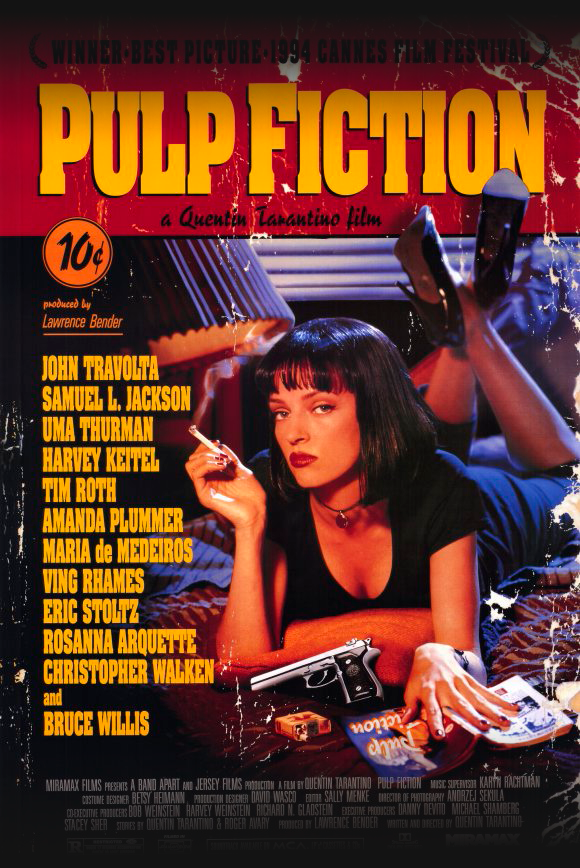 WINNER·BEST PICTURE·1994 CANNES FILM FESTIVAL
PULP FICTION
a Quentin Tarantino film
10¢
produced by
Lawrence Bender
JOHN TRAVOLTA
SAMUEL L. JACKSON
UMA THURMAN
HARVEY KEITEL
TIM ROTH
AMANDA PLUMMER
MARIA de MEDEIROS
VING RHAMES
ERIC STOLTZ
ROSANNA ARQUETTE
CHRISTOPHER WALKEN
and
BRUCE WILLIS
Pulp
Fiction
MIRAMAX FILMS PRESENTS A BAND APART AND JERSEY FILMS PRODUCTION A FILM BY QUENTIN TARANTINO PULP FICTION MUSIC SUPERVISOR KARYN RACHTMAN
COSTUME DESIGNER BETSY HEIMANN PRODUCTION DESIGNER DAVID WASCO EDITOR SALLY MENKE DIRECTOR OF PHOTOGRAPHY ANDRZEJ SEKULA
CO-EXECUTIVE PRODUCERS BOB WEINSTEIN HARVEY WEINSTEIN RICHARD N. GLADSTEIN EXECUTIVE PRODUCERS DANNY DEVITO MICHAEL SHAMBERG
STACEY SHER STORIES BY QUENTIN TARANTINO & ROGER AVARY PRODUCED BY LAWRENCE BENDER WRITTEN AND DIRECTED BY QUENTIN TARANTINO
R
MIRAMAX